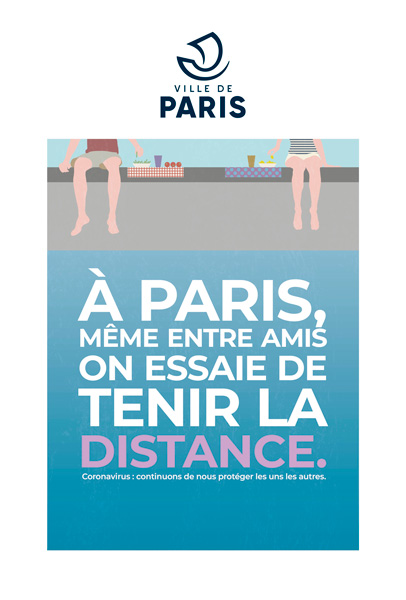 VILLE DE
PARIS
À PARIS,
MÊME ENTRE AMIS
ON ESSAIE DE
TENIR LA
DISTANCE.
Coronavirus : continuons de nous protéger les uns les autres.